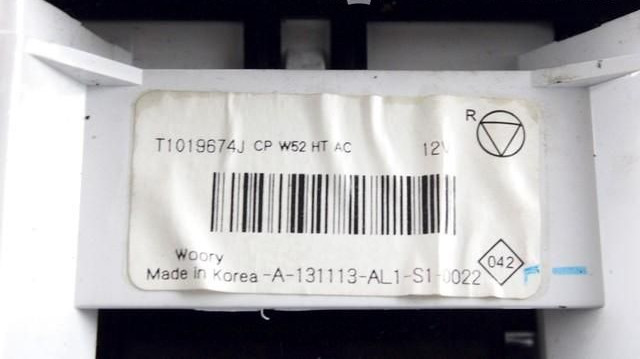 R
T1019674J CP W52 HT AC 12V
Woory
042
Made in Korea -A-131113-AL1-S1-0022